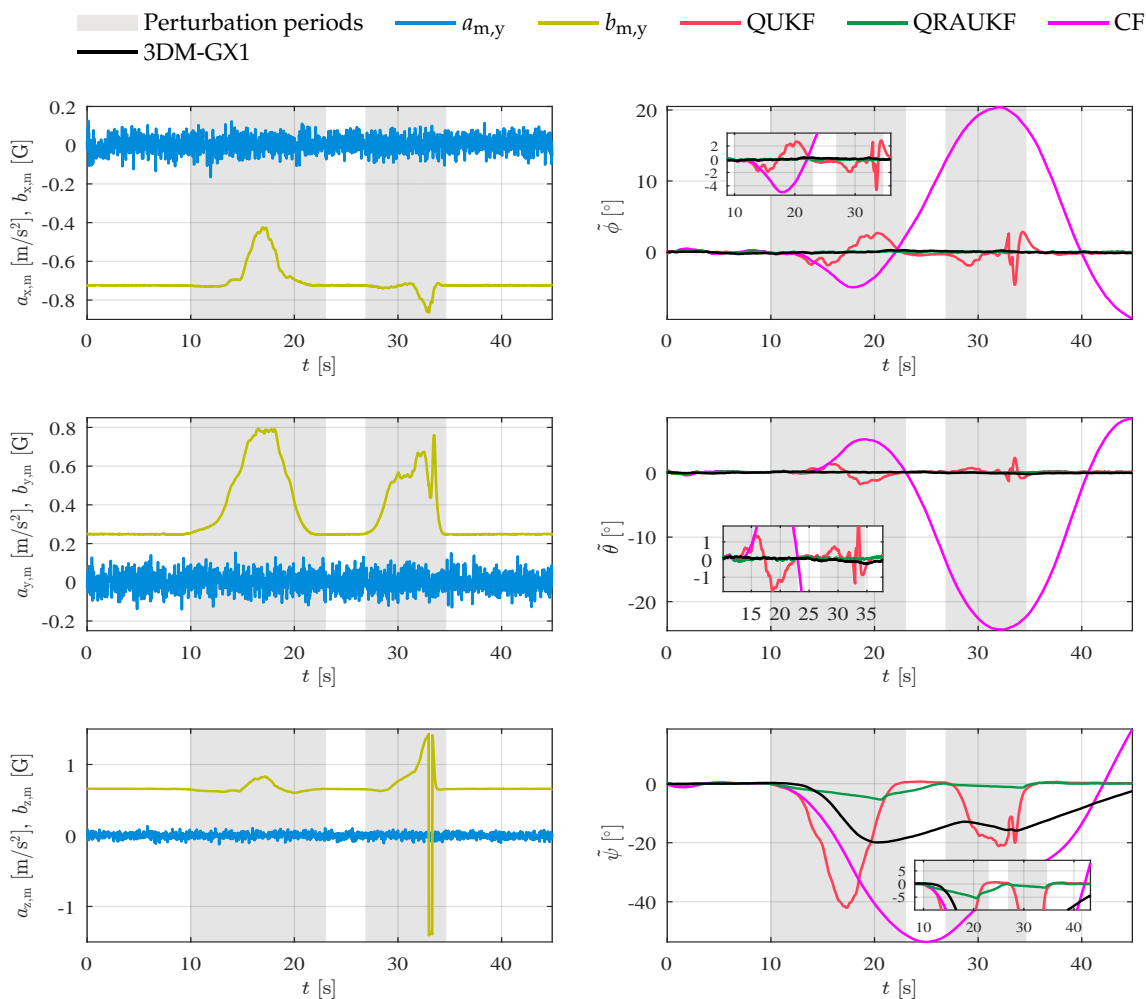 Perturbation periods a_m,y b_m,y QUKF QRAUKF CF
3DM-GX1
0.2
0
-0.2
-0.4
-0.6
-0.8
0 10 20 30 40
t [s]
a_x,m [m/s²], b_x,m [G]
20
10
0
0 10 20 30 40
t [s]
ϕ̃ [°]
2
0
-2
-4
10 20 30
0.8
0.6
0.4
0.2
0
-0.2
0 10 20 30 40
t [s]
a_y,m [m/s²], b_y,m [G]
0
-10
-20
0 10 20 30 40
t [s]
θ̃ [°]
1
0
-1
15 20 25 30 35
1
0
-1
0 10 20 30 40
t [s]
a_z,m [m/s²], b_z,m [G]
0
-20
-40
0 10 20 30 40
t [s]
ψ̃ [°]
5
0
-5
10 20 30 40